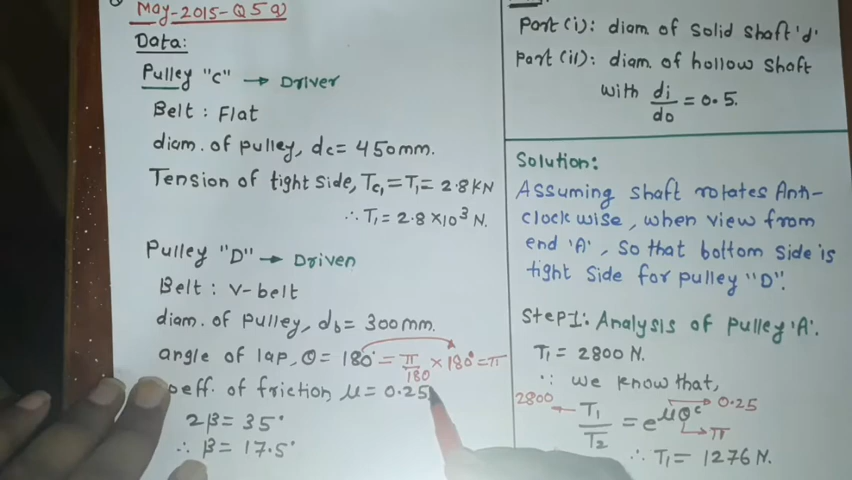 May-2015-Q5a)
Data:
Pulley "C" → Driver
Belt: Flat
diam. of pulley, dc = 450mm.
Tension of tight side, Tc₁ = T₁ = 2.8 KN
∴ T₁ = 2.8 × 10³ N.
Pulley "D" → Driven
Belt: V-belt
diam. of pulley, dD = 300mm.
angle of lap, θ = 180° = π/180 × 180° = π
oeff. of friction, μ = 0.25
2β = 35°
∴ β = 17.5°
Part(i): diam of Solid shaft 'd'
Part(ii): diam. of hollow Shaft
with di/do = 0.5.
Solution:
Assuming shaft rotates Anti-
clockwise, when view from
end 'A', So that bottom side is
tight Side for pulley "D".
Step1: Analysis of pulley 'A'.
T₁ = 2800 N.
∵ we know that,
2800 ← T₁/T₂ = e^μθᶜ → 0.25
→ π
∴ T₁ = 1276 N.